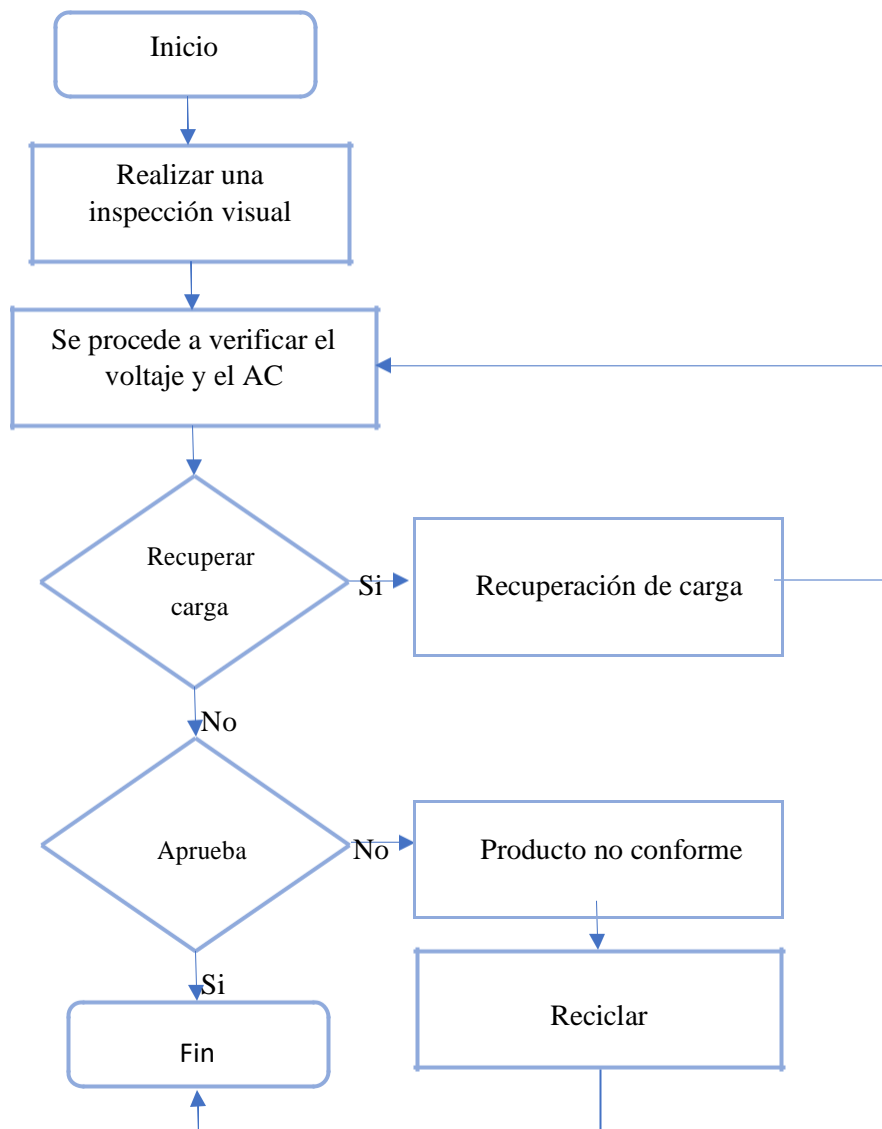 Inicio
Realizar una
inspección visual
Se procede a verificar el
voltaje y el AC
Recuperar
carga
Si
Recuperación de carga
No
Aprueba
No
Producto no conforme
Si
Reciclar
Fin